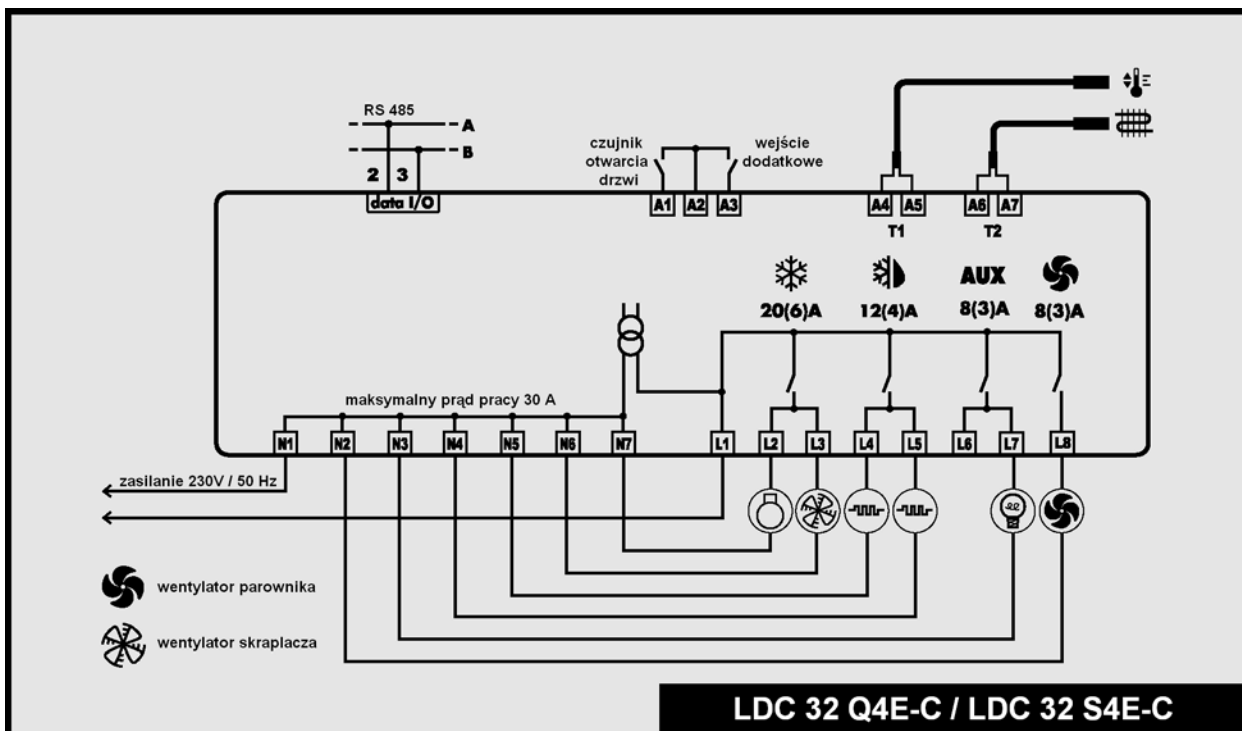 RS 485
A
B
2 3
data I/O
czujnik
otwarcia
drzwi
wejście
dodatkowe
A1 A2 A3
A4 A5
A6 A7
T1
T2
AUX
20(6)A
12(4)A
8(3)A
8(3)A
maksymalny prąd pracy 30 A
N1 N2 N3 N4 N5 N6 N7 L1 L2 L3 L4 L5 L6 L7 L8
zasilanie 230V / 50 Hz
wentylator parownika
wentylator skraplacza
LDC 32 Q4E-C / LDC 32 S4E-C